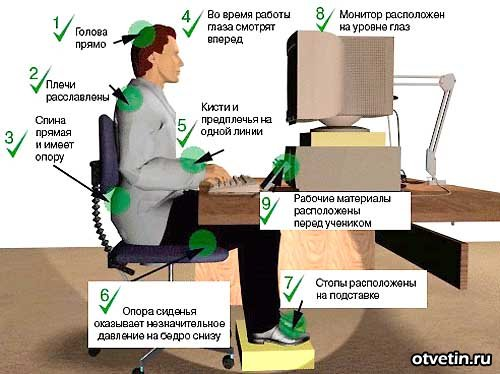 1
Голова
прямо
2
Плечи
расслаблены
3
Спина
прямая
и имеет
опору
4
Во время работы
глаза смотрят
вперед
5
Кисти и
предплечья на
одной линии
6
Опора сиденья
оказывает незначительное
давление на бедро снизу
7
Стопы расположены
на подставке
8
Монитор расположен
на уровне глаз
9
Рабочие материалы
расположены
перед учеником
otvetin.ru